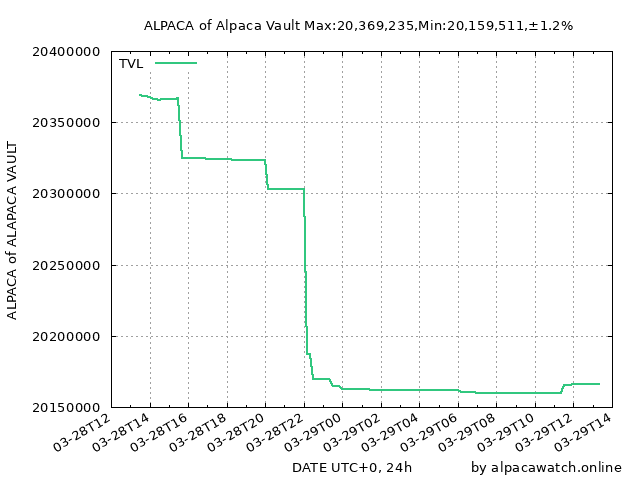 ALPACA of Alpaca Vault Max:20,369,235,Min:20,159,511,±1.2%
TVL
ALPACA of ALAPACA VAULT
20400000
20350000
20300000
20250000
20200000
20150000
03-28T12
03-28T14
03-28T16
03-28T18
03-28T20
03-28T22
03-29T00
03-29T02
03-29T04
03-29T06
03-29T08
03-29T10
03-29T12
03-29T14
DATE UTC+0, 24h
by alpacawatch.online